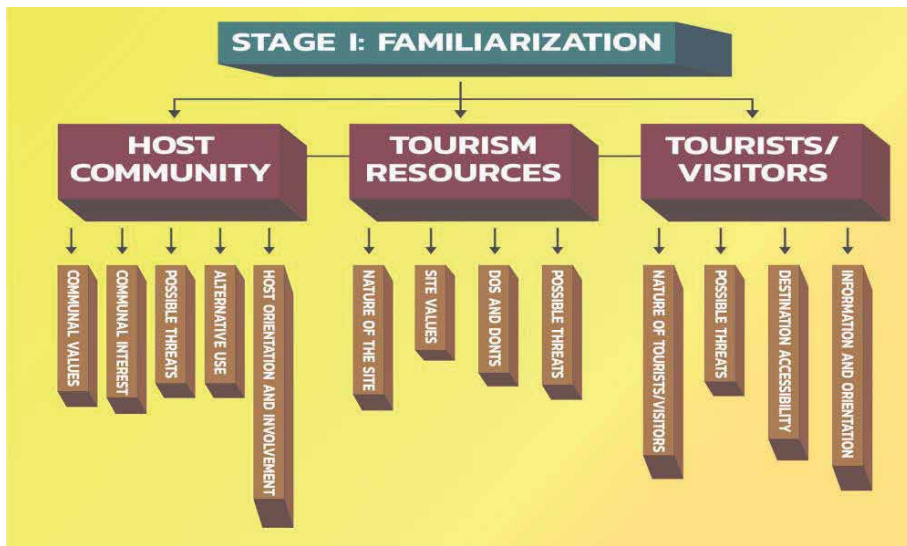 STAGE I: FAMILIARIZATION
HOST
COMMUNITY
TOURISM
RESOURCES
TOURISTS/
VISITORS
COMMUNAL VALUES
COMMUNAL INTEREST
POSSIBLE THREATS
ALTERNATIVE USE
HOST ORIENTATION AND INVOLVEMENT
NATURE OF THE SITE
SITE VALUES
DOS AND DONTS
POSSIBLE THREATS
NATURE OF TOURISTS/VISITORS
POSSIBLE THREATS
DESTINATION ACCESSIBILITY
INFORMATION AND ORIENTATION